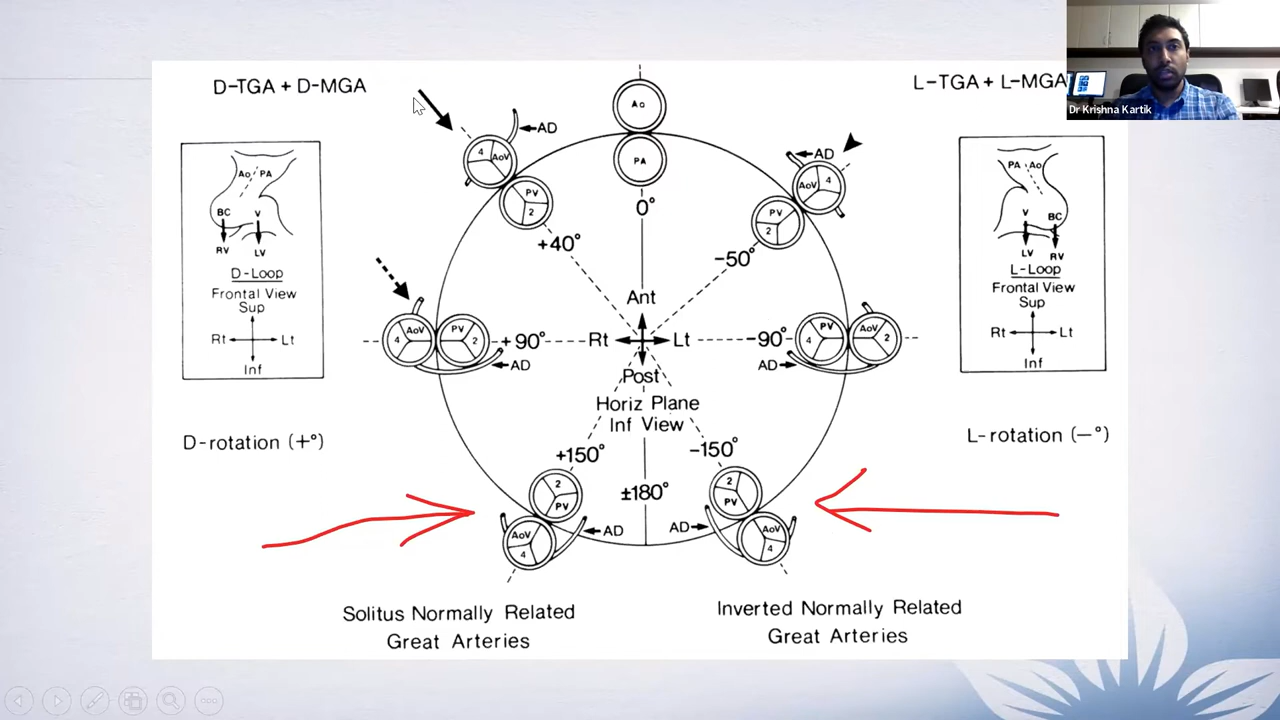 D-TGA + D-MGA
L-TGA + L-MGA
Dr Krishna Kartik
Ao PA
BC V
RV LV
D-Loop
Frontal View
Sup
Rt Lt
Inf
D-rotation (+°)
Ao
PA
0°
4 AoV
AD
PV
2
+40°
AD
AoV 4
PV
2
-50°
AoV
4
PV
2
+90°
AD
PV
4
AoV
2
-90°
AD
Ant
Rt Lt
Post
Horiz Plane
Inf View
+150°
2
PV
AoV
4
AD
±180°
-150°
2
PV
AoV
4
AD
PA Ao
V BC
LV RV
L-Loop
Frontal View
Sup
Rt Lt
Inf
L-rotation (-°)
Solitus Normally Related
Great Arteries
Inverted Normally Related
Great Arteries